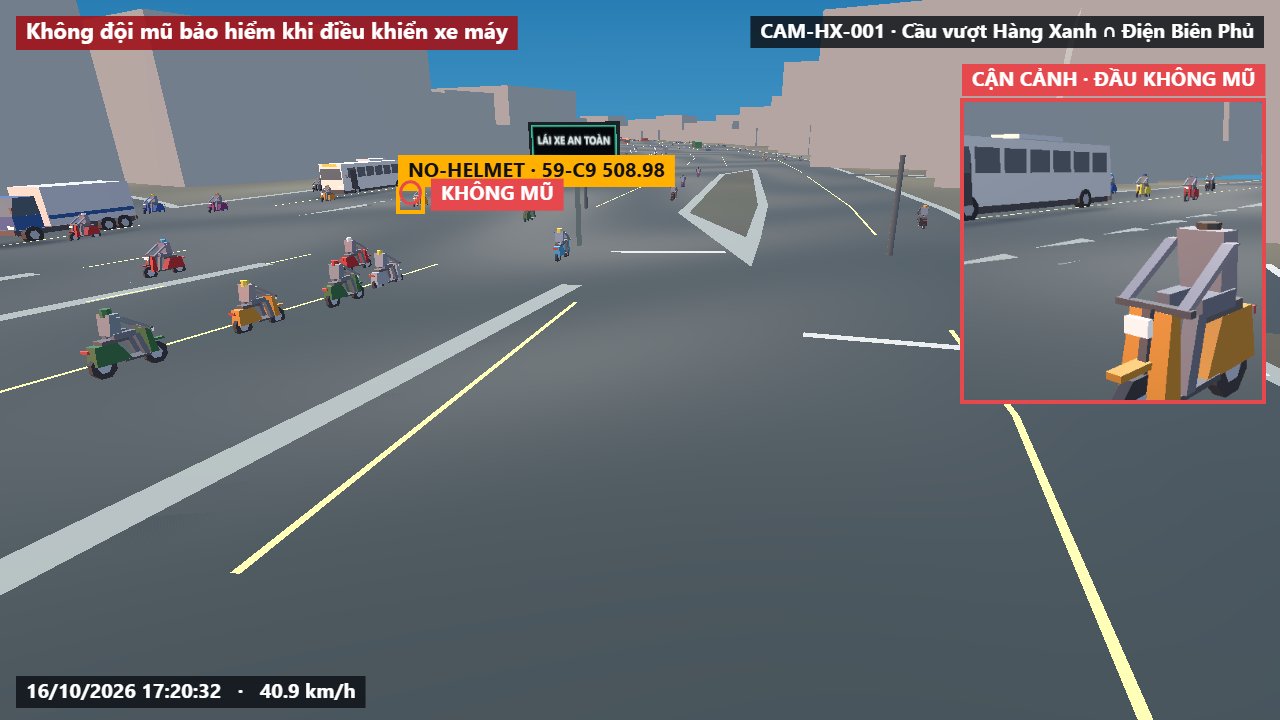 Không đội mũ bảo hiểm khi điều khiển xe máy
CAM-HX-001 · Cầu vượt Hàng Xanh ∩ Điện Biên Phủ
CẬN CẢNH · ĐẦU KHÔNG MŨ
LÁI XE AN TOÀN
NO-HELMET · 59-C9 508.98
KHÔNG MŨ
16/10/2026 17:20:32 · 40.9 km/h